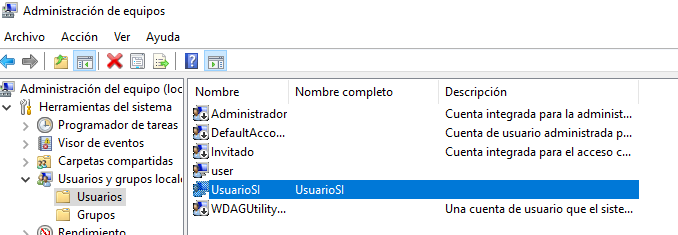 Administración de equipos
Archivo Acción Ver Ayuda
Administración del equipo (loc
Herramientas del sistema
Programador de tareas
Visor de eventos
Carpetas compartidas
Usuarios y grupos locale
Usuarios
Grupos
Rendimiento
Nombre Nombre completo Descripción
Administrador Cuenta integrada para la administ...
DefaultAcco... Cuenta de usuario administrada p...
Invitado Cuenta integrada para el acceso c...
user
UsuarioSI UsuarioSI
WDAGUtility... Una cuenta de usuario que el siste...